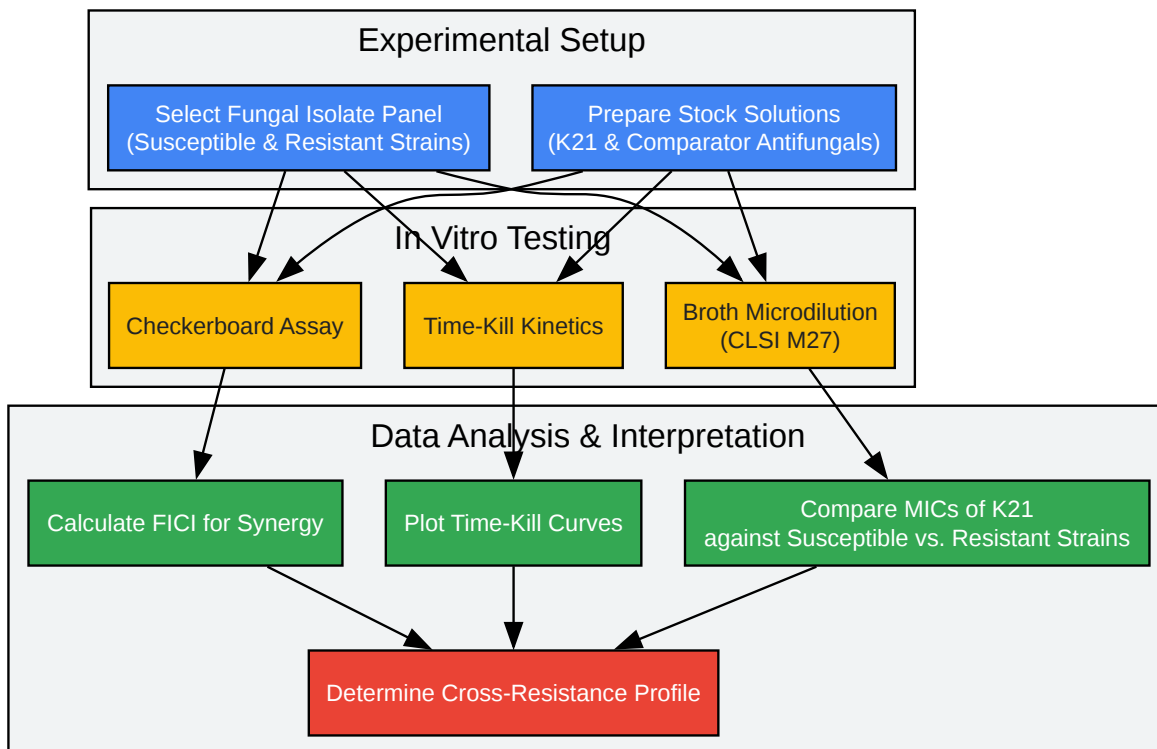 Experimental Setup
Select Fungal Isolate Panel
(Susceptible & Resistant Strains)
Prepare Stock Solutions
(K21 & Comparator Antifungals)
In Vitro Testing
Checkerboard Assay
Time-Kill Kinetics
Broth Microdilution
(CLSI M27)
Data Analysis & Interpretation
Calculate FICI for Synergy
Plot Time-Kill Curves
Compare MICs of K21
against Susceptible vs. Resistant Strains
Determine Cross-Resistance Profile